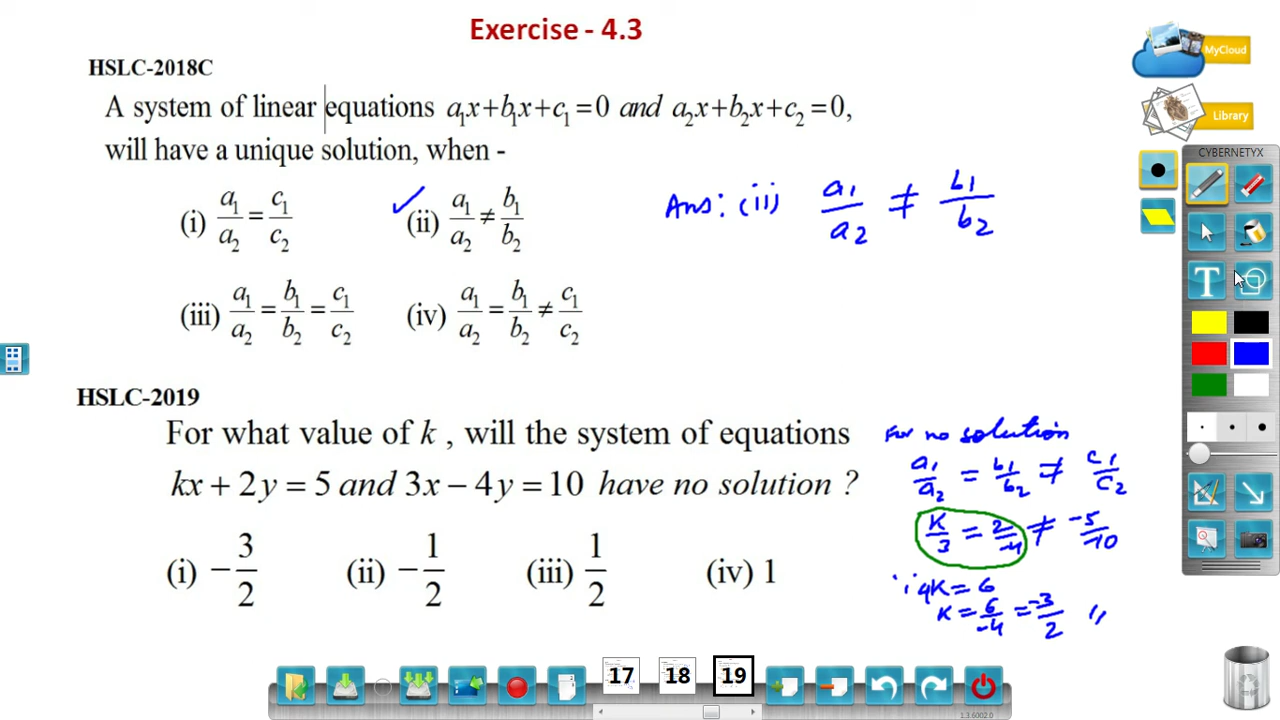 Exercise - 4.3
HSLC-2018C
A system of linear equations a₁x+b₁x+c₁=0 and a₂x+b₂x+c₂=0,
will have a unique solution, when -
(i) a₁/a₂ = c₁/c₂ (ii) a₁/a₂ ≠ b₁/b₂
Ans: (ii) a₁/a₂ ≠ b₁/b₂
(iii) a₁/a₂ = b₁/b₂ = c₁/c₂ (iv) a₁/a₂ = b₁/b₂ ≠ c₁/c₂
HSLC-2019
For what value of k , will the system of equations
kx + 2y = 5 and 3x − 4y = 10 have no solution ?
(i) −3/2 (ii) −1/2 (iii) 1/2 (iv) 1
For no solution
a₁/a₂ = b₁/b₂ ≠ c₁/c₂
K/3 = 2/-4 ≠ -5/-10
4K = 6
K = 6/-4 = -3/2
MyCloud
Library
CYBERNETYX
T
17 18 19
1.3.6002.0